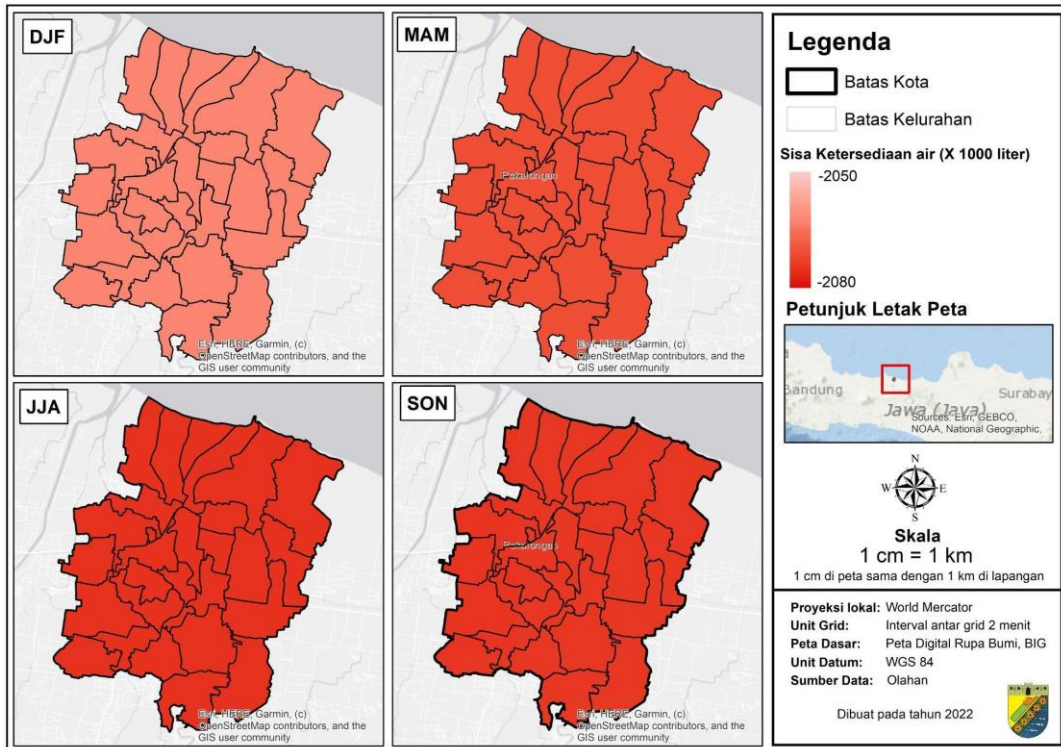 DJF
Esri, HERE, Garmin, (c)
OpenStreetMap contributors, and the
GIS user community
MAM
Pekalongan
Esri, HERE, Garmin, (c)
OpenStreetMap contributors, and the
GIS user community
JJA
Esri, HERE, Garmin, (c)
OpenStreetMap contributors, and the
GIS user community
SON
Pekalongan
Esri, HERE, Garmin, (c)
OpenStreetMap contributors, and the
GIS user community
Legenda
Batas Kota
Batas Kelurahan
Sisa Ketersediaan air (X 1000 liter)
-2050
-2080
Petunjuk Letak Peta
Bandung
Surabay
Jawa (Java)
Sources: Esri, GEBCO,
NOAA, National Geographic,
N
W E
S
Skala
1 cm = 1 km
1 cm di peta sama dengan 1 km di lapangan
Proyeksi lokal: World Mercator
Unit Grid: Interval antar grid 2 menit
Peta Dasar: Peta Digital Rupa Bumi, BIG
Unit Datum: WGS 84
Sumber Data: Olahan
Dibuat pada tahun 2022